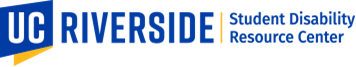 UC RIVERSIDE
Student Disability
Resource Center